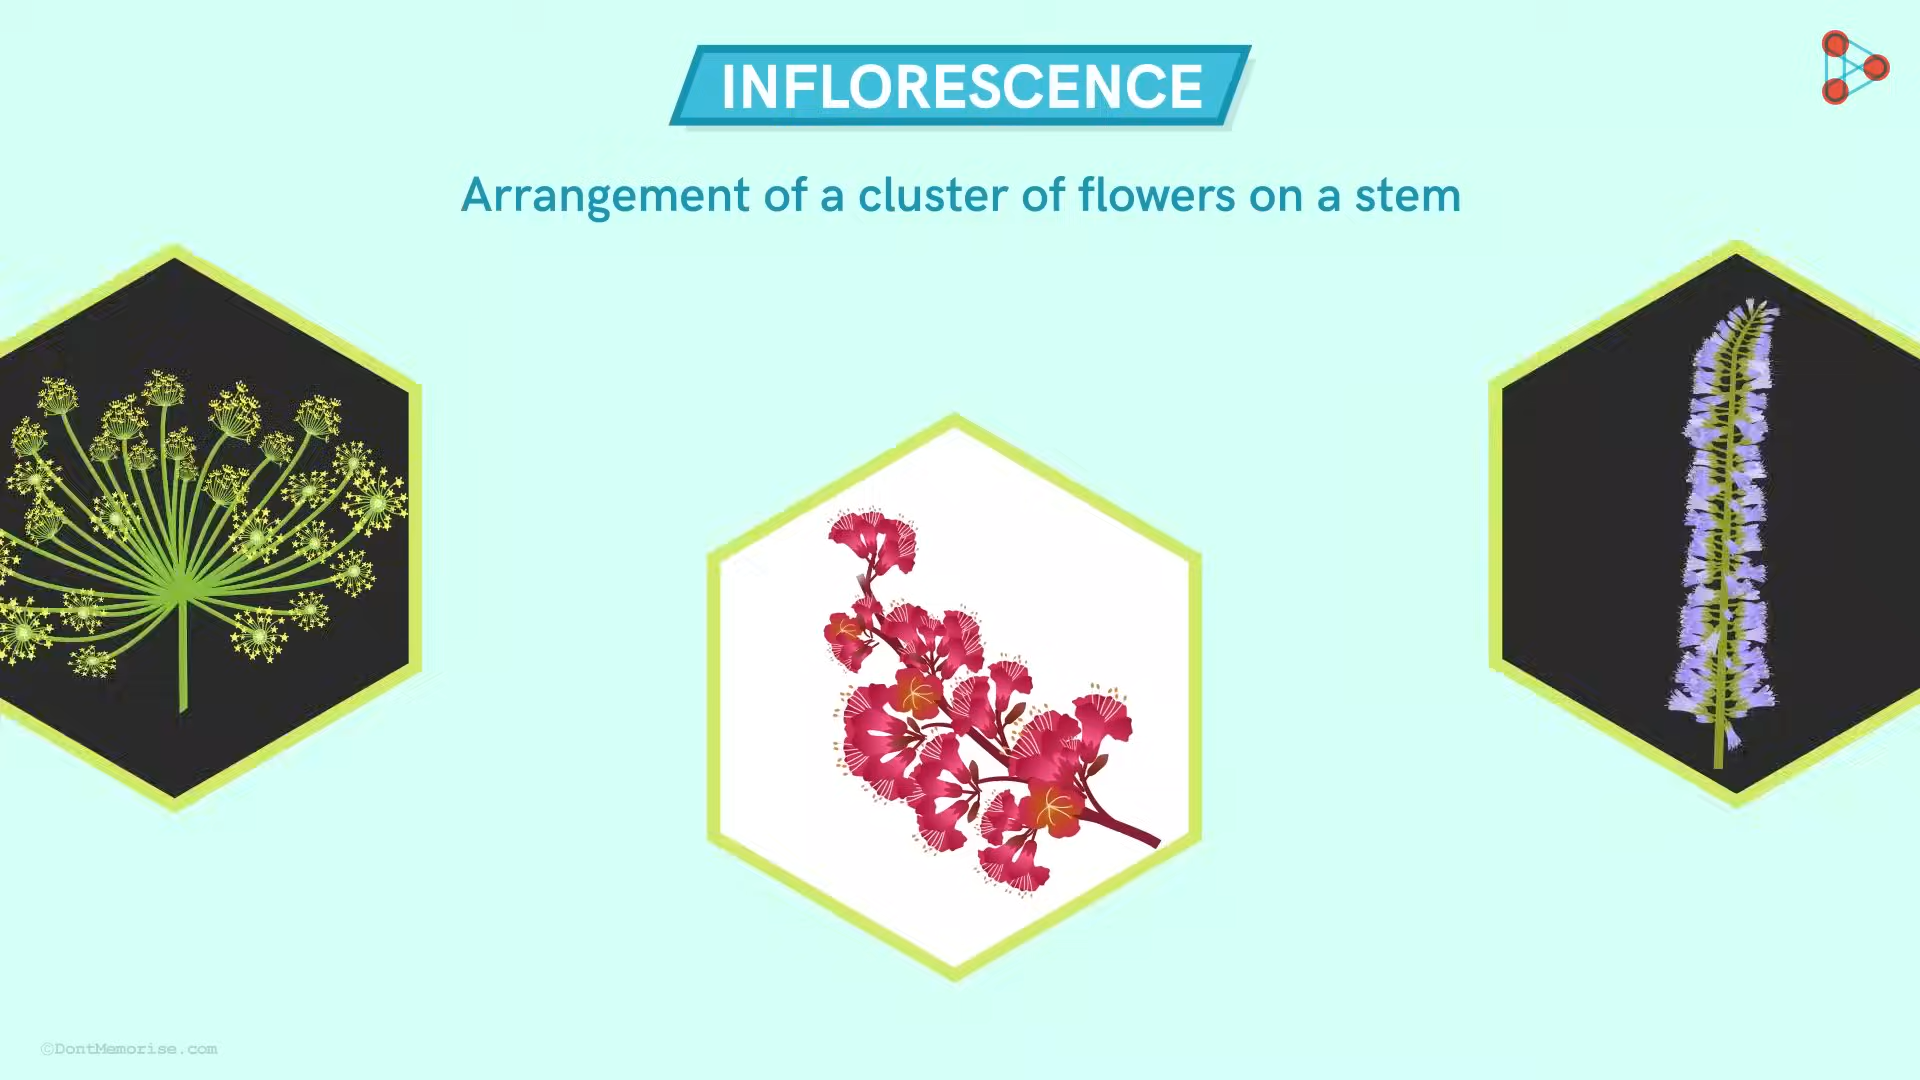 INFLORESCENCE
Arrangement of a cluster of flowers on a stem
©DontMemorise.com